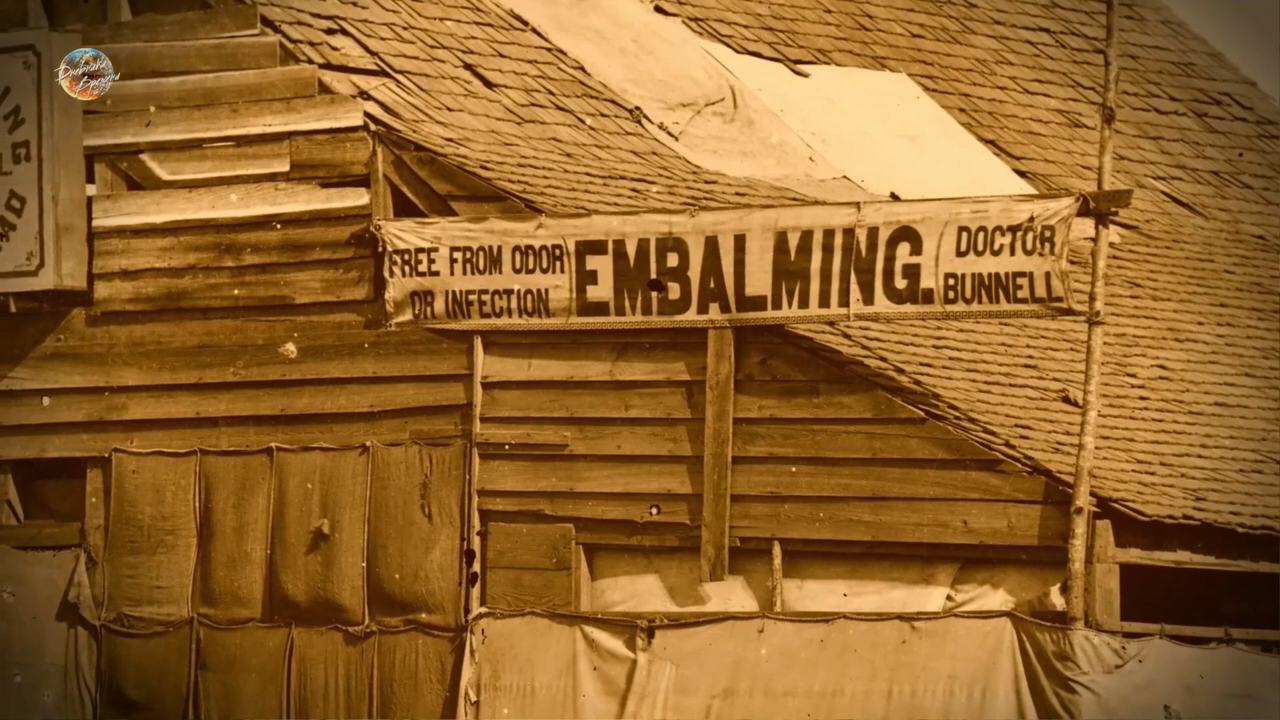 FREE FROM ODOR
OR INFECTION
EMBALMING.
DOCTOR
BUNNELL